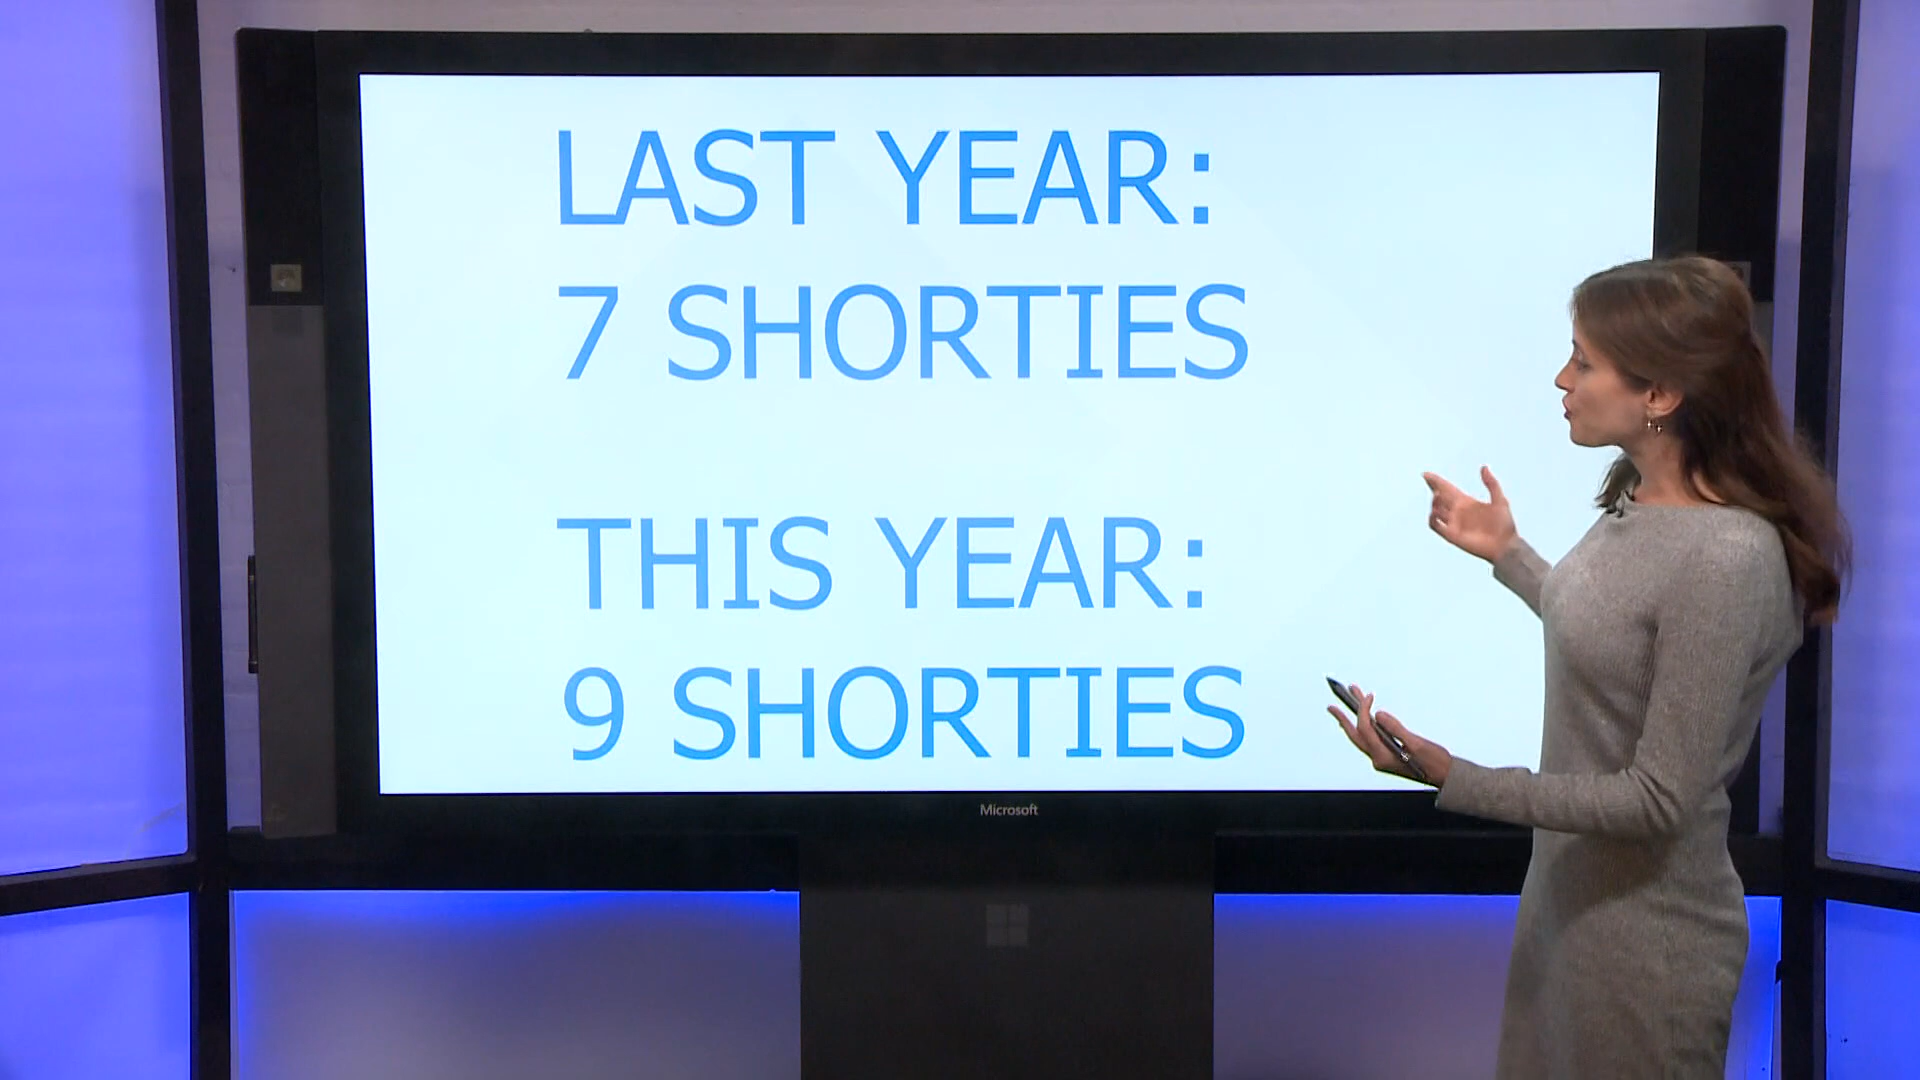 LAST YEAR:
7 SHORTIES
THIS YEAR:
9 SHORTIES
Microsoft